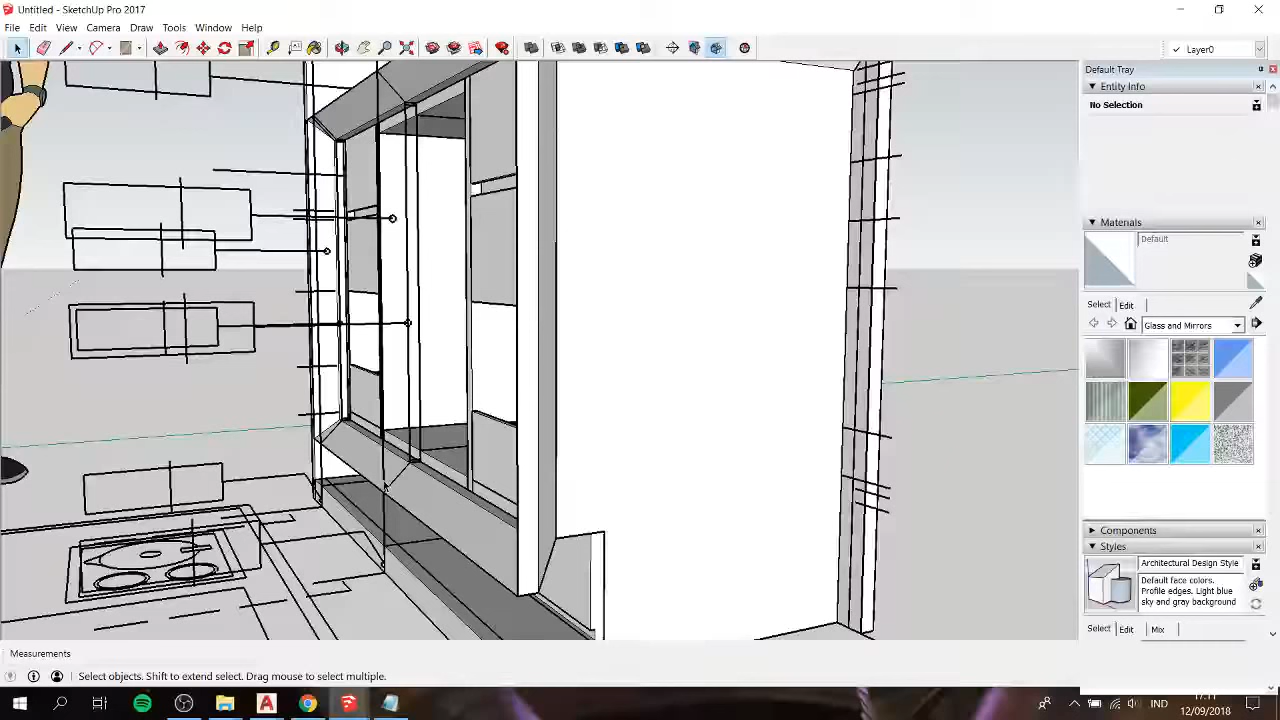 Untitled - SketchUp Pro 2017
File Edit View Camera Draw Tools Window Help
Layer0
Default Tray
Entity Info
No Selection
Materials
Default
Select Edit
Glass and Mirrors
Components
Styles
Architectural Design Style
Default face colors.
Profile edges. Light blue
sky and gray background
Select Edit Mix
Measurements
Select objects. Shift to extend select. Drag mouse to select multiple.
IND
12/09/2018